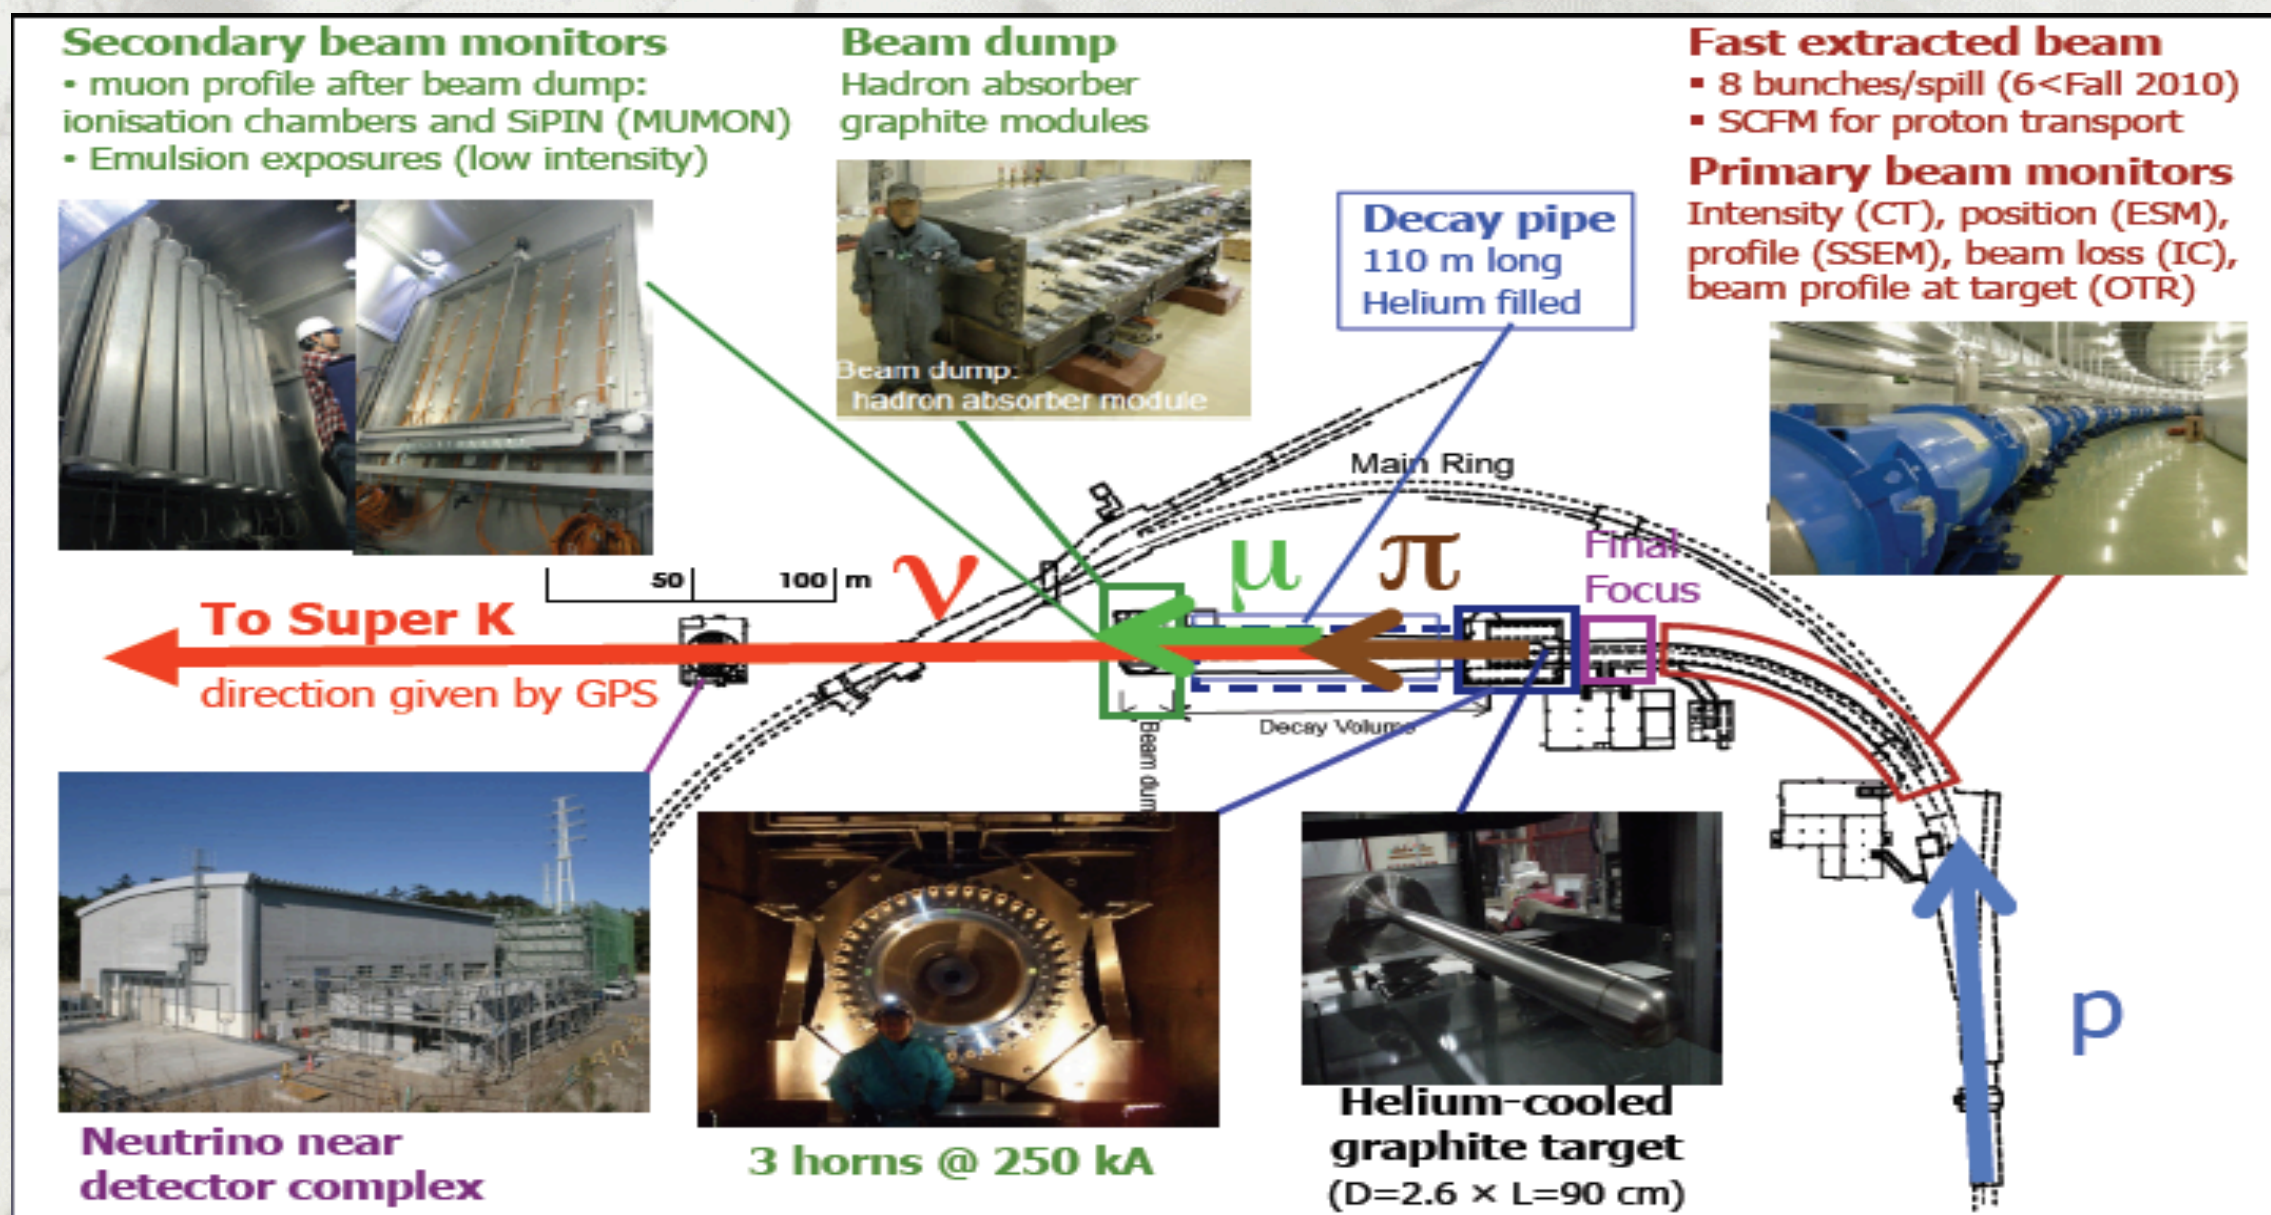 Secondary beam monitors
• muon profile after beam dump:
ionisation chambers and SiPIN (MUMON)
• Emulsion exposures (low intensity)
Beam dump
Hadron absorber
graphite modules
Beam dump:
hadron absorber module
Fast extracted beam
▪ 8 bunches/spill (6<Fall 2010)
▪ SCFM for proton transport
Primary beam monitors
Intensity (CT), position (ESM),
profile (SSEM), beam loss (IC),
beam profile at target (OTR)
Decay pipe
110 m long
Helium filled
Main Ring
Final
Focus
50 100 m
ν
μ
π
To Super K
direction given by GPS
Decay Volume
Beam dum
p
Neutrino near
detector complex
3 horns @ 250 kA
Helium-cooled
graphite target
(D=2.6 × L=90 cm)